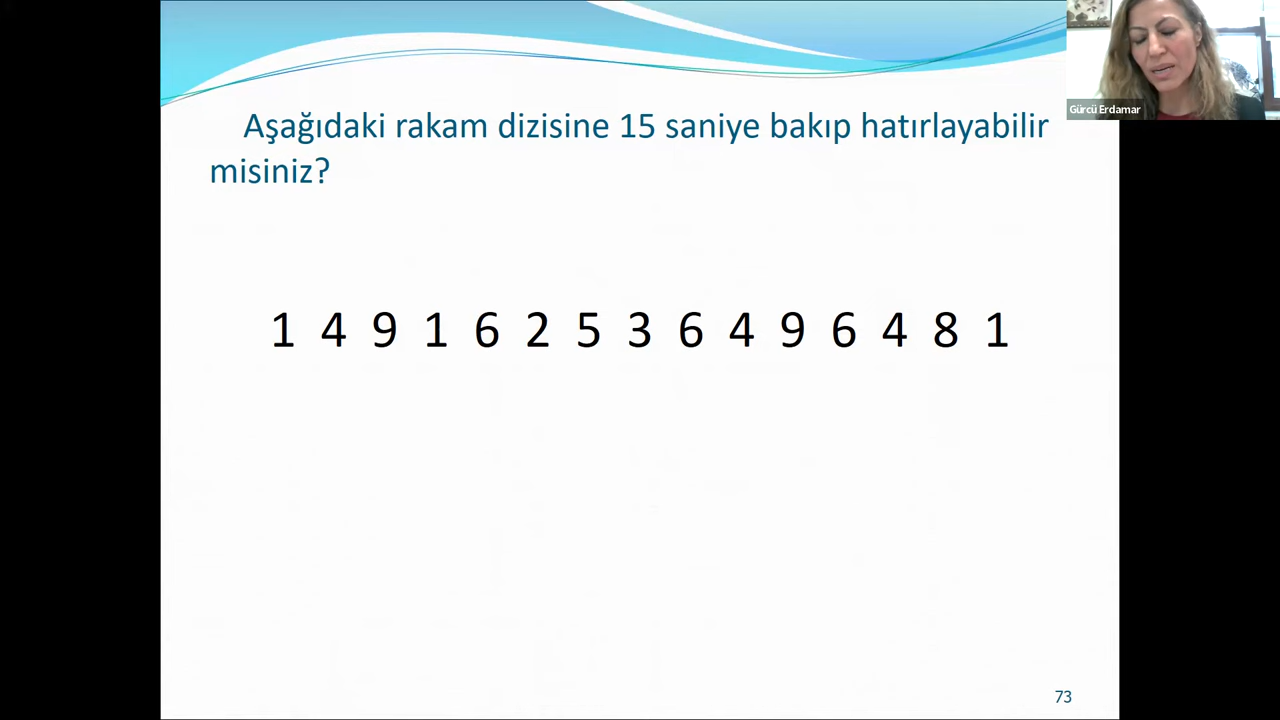 Aşağıdaki rakam dizisine 15 saniye bakıp hatırlayabilir
misiniz?
1 4 9 1 6 2 5 3 6 4 9 6 4 8 1
Gürcü Erdamar
73